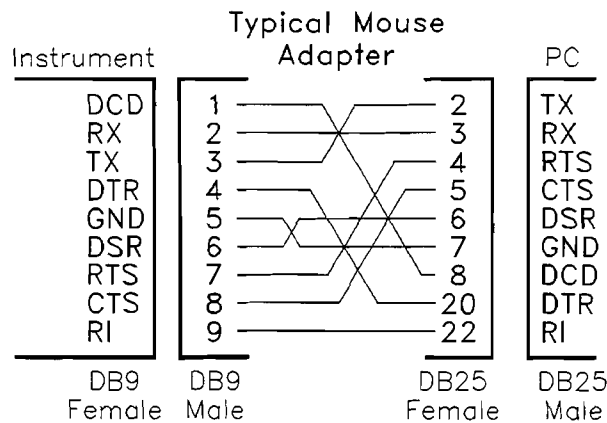 Typical Mouse
Adapter
Instrument PC
DCD 1 2 TX
RX 2 3 RX
TX 3 4 RTS
DTR 4 5 CTS
GND 5 6 DSR
DSR 6 7 GND
RTS 7 8 DCD
CTS 8 20 DTR
RI 9 22 RI
DB9 DB9 DB25 DB25
Female Male Female Male